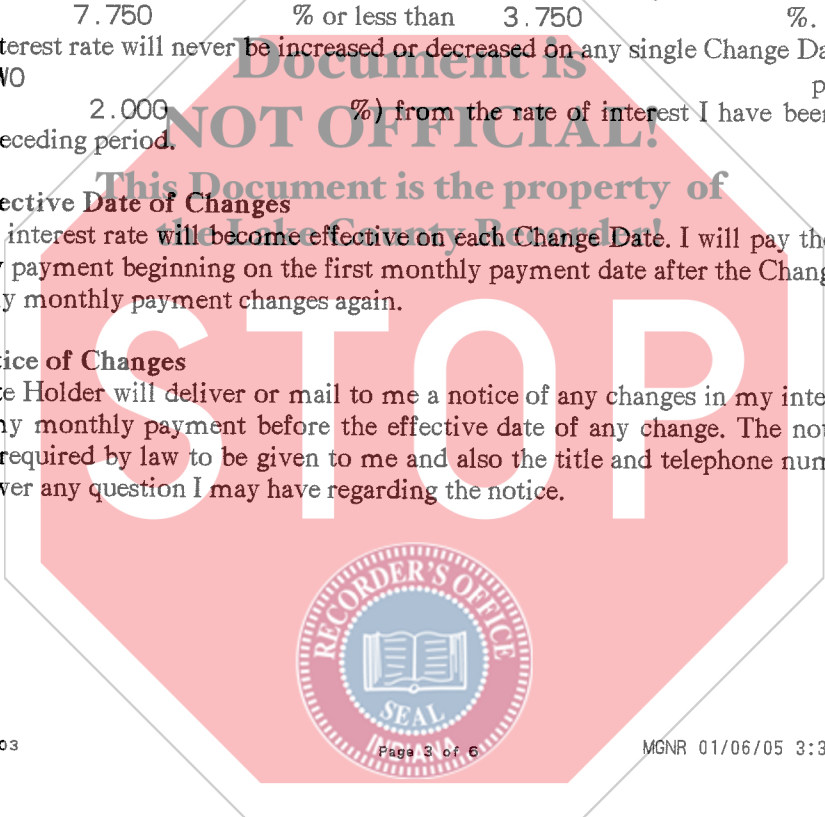 7.750 % or less than 3.750 %.
terest rate will never be increased or decreased on any single Change Da
WO p
2.000 %) from the rate of interest I have been
eceding period.
ective Date of Changes
interest rate will become effective on each Change Date. I will pay the
payment beginning on the first monthly payment date after the Chang
y monthly payment changes again.
tice of Changes
e Holder will deliver or mail to me a notice of any changes in my inte
y monthly payment before the effective date of any change. The not
required by law to be given to me and also the title and telephone num
ver any question I may have regarding the notice.
Document is
NOT OFFICIAL!
This Document is the property of
the Lake County Recorder!
STOP
RECORDER'S OFFICE
SEAL
INDIANA
03 Page 3 of 6 MGNR 01/06/05 3:3